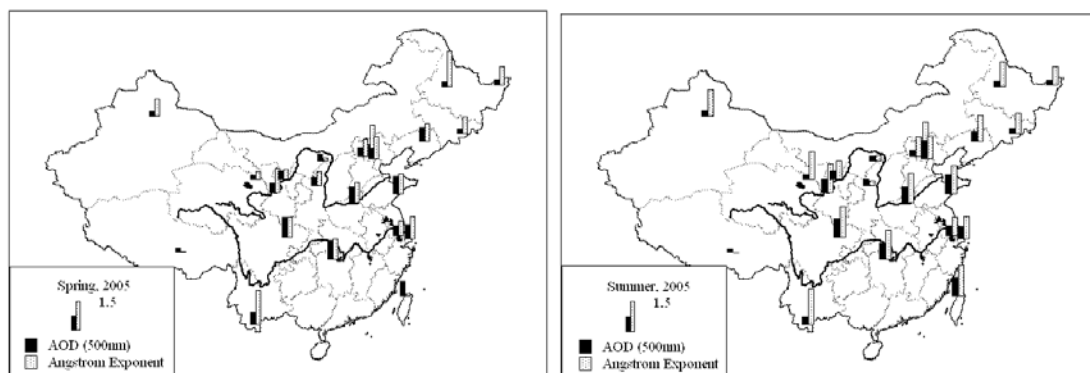 Spring, 2005
1.5
AOD (500nm)
Angstrom Exponent
Summer, 2005
1.5
AOD (500nm)
Angstrom Exponent